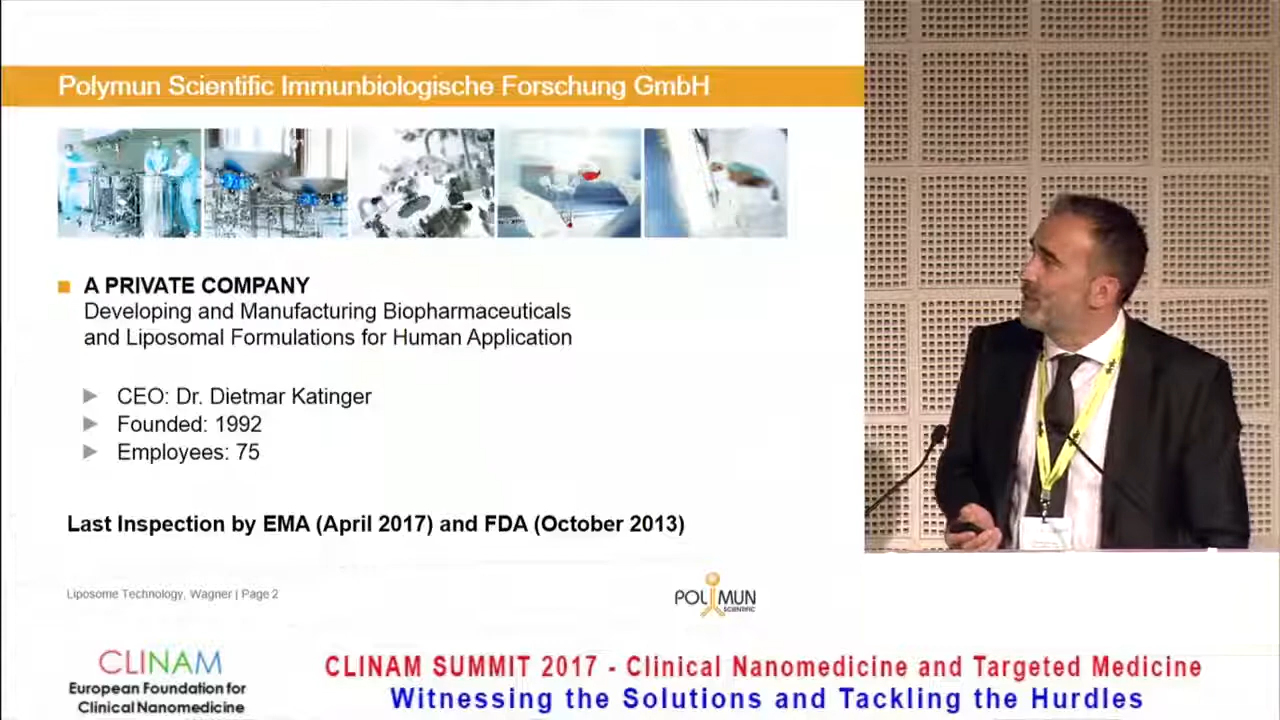 Polymun Scientific Immunbiologische Forschung GmbH
A PRIVATE COMPANY
Developing and Manufacturing Biopharmaceuticals
and Liposomal Formulations for Human Application
CEO: Dr. Dietmar Katinger
Founded: 1992
Employees: 75
Last Inspection by EMA (April 2017) and FDA (October 2013)
Liposome Technology, Wagner | Page 2
POLYMUN
SCIENTIFIC
CLINAM
European Foundation for
Clinical Nanomedicine
CLINAM SUMMIT 2017 - Clinical Nanomedicine and Targeted Medicine
Witnessing the Solutions and Tackling the Hurdles